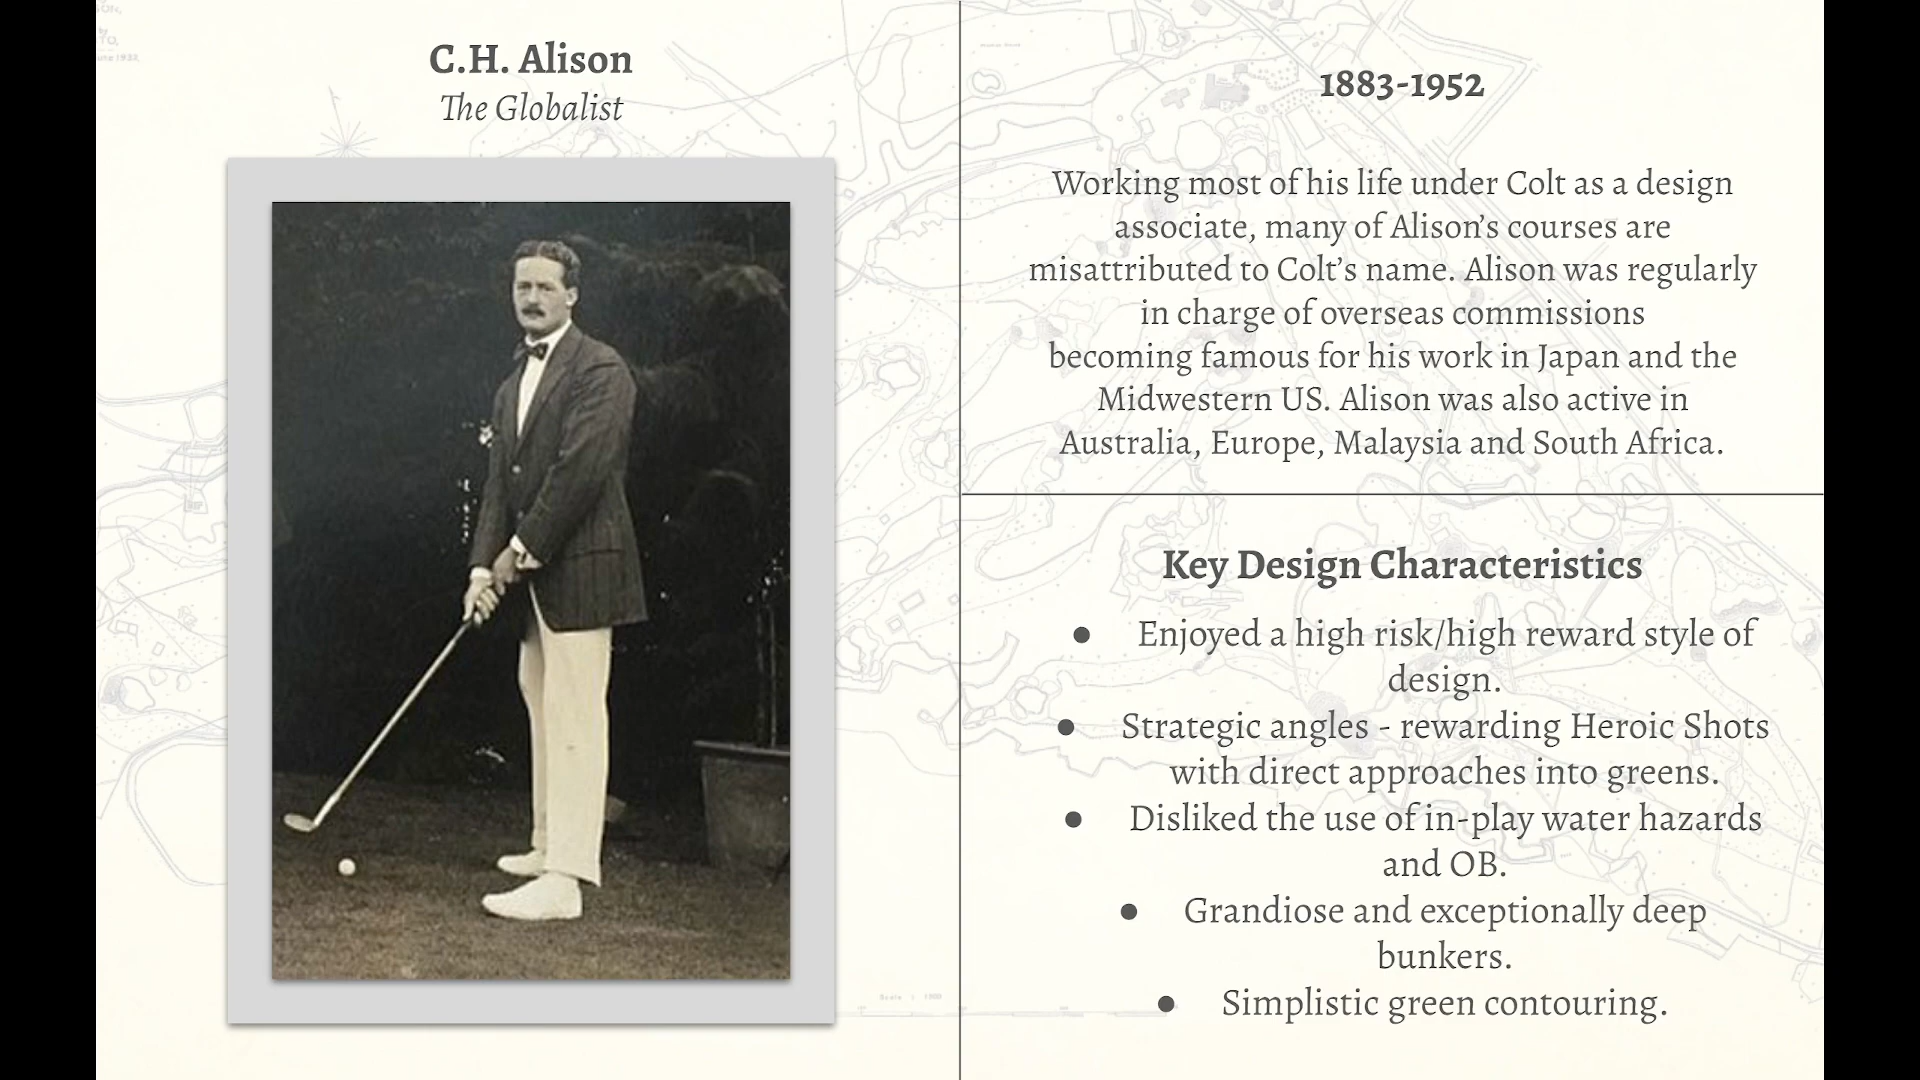 C.H. Alison
The Globalist
1883-1952
Working most of his life under Colt as a design
associate, many of Alison’s courses are
misattributed to Colt’s name. Alison was regularly
in charge of overseas commissions
becoming famous for his work in Japan and the
Midwestern US. Alison was also active in
Australia, Europe, Malaysia and South Africa.
Key Design Characteristics
● Enjoyed a high risk/high reward style of
design.
● Strategic angles - rewarding Heroic Shots
with direct approaches into greens.
● Disliked the use of in-play water hazards
and OB.
● Grandiose and exceptionally deep
bunkers.
● Simplistic green contouring.